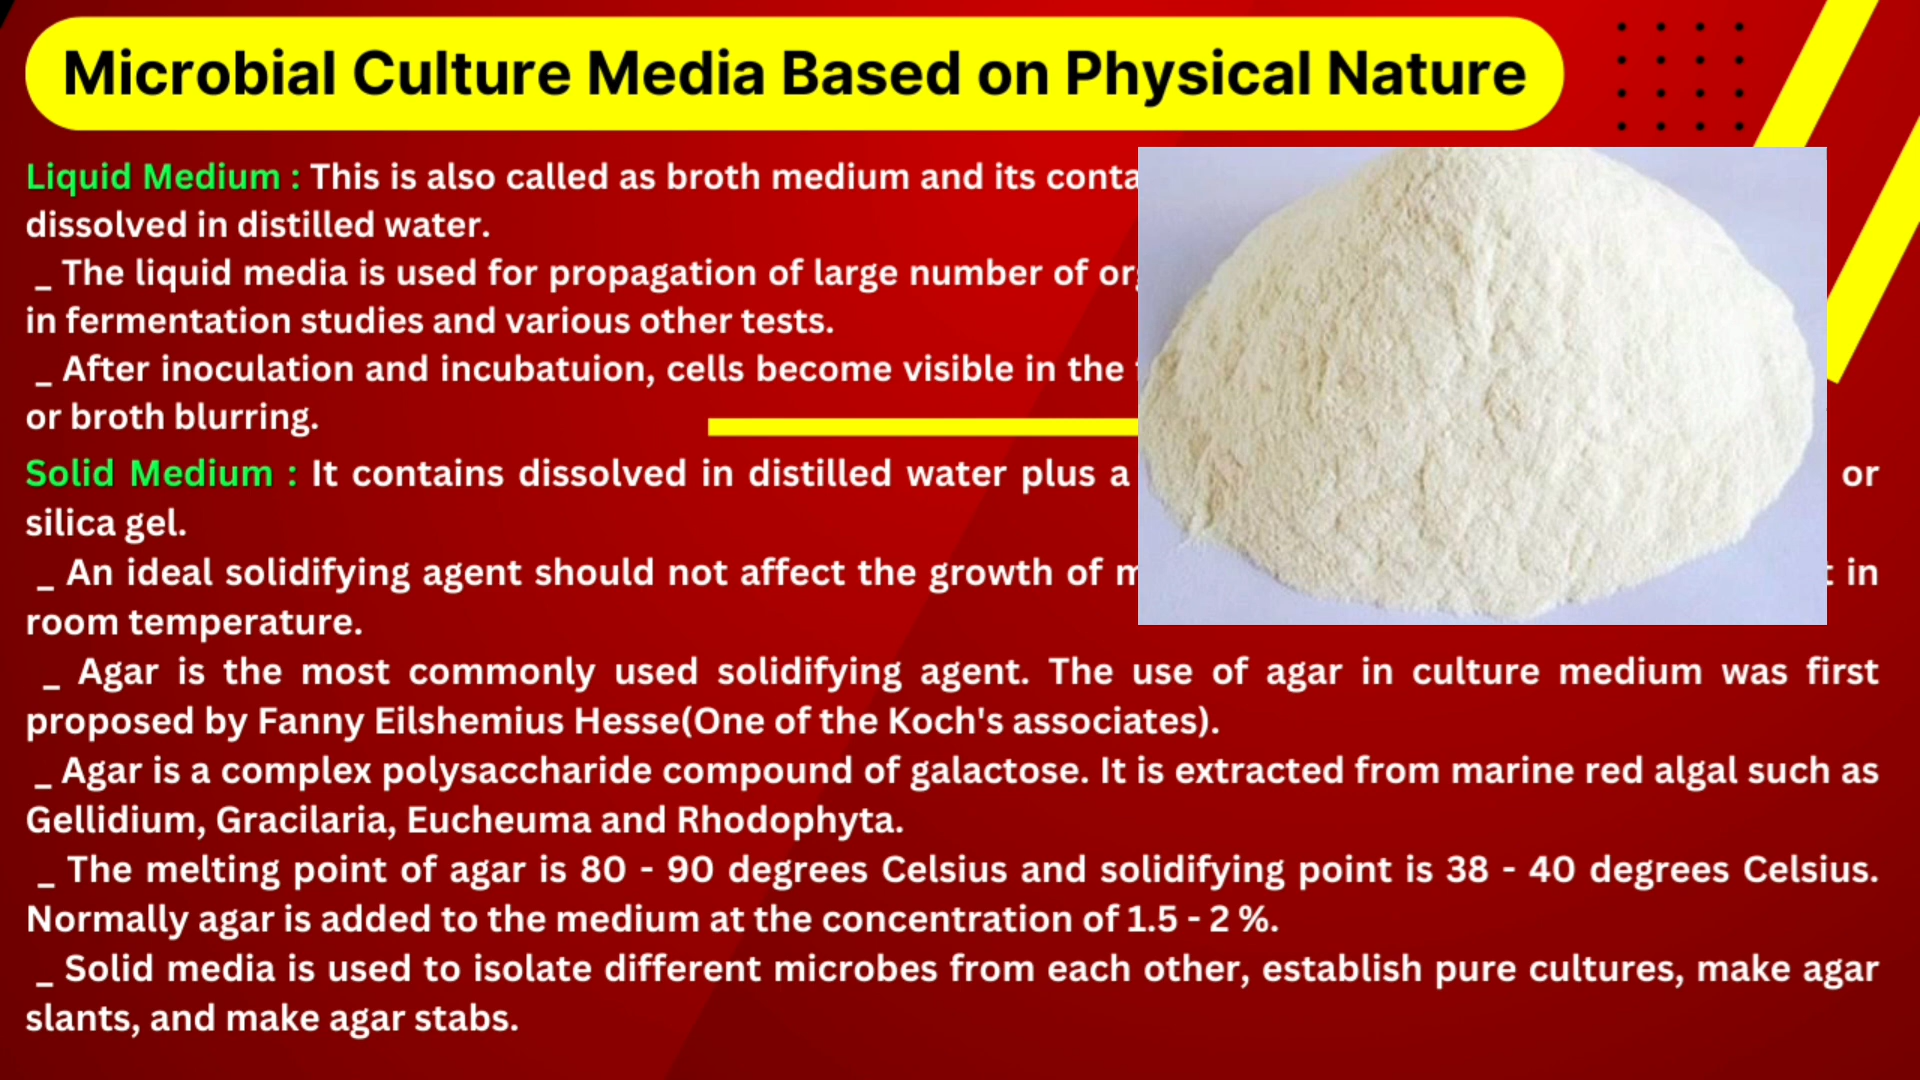 Microbial Culture Media Based on Physical Nature
Liquid Medium : This is also called as broth medium and its
dissolved in distilled water.
_ The liquid media is used for propagation of large number of
in fermentation studies and various other tests.
_ After inoculation and incubatuion, cells become visible in the
or broth blurring.
Solid Medium : It contains dissolved in distilled water plus a or
silica gel.
_ An ideal solidifying agent should not affect the growth of in
room temperature.
_ Agar is the most commonly used solidifying agent. The use of agar in culture medium was first
proposed by Fanny Eilshemius Hesse(One of the Koch's associates).
_ Agar is a complex polysaccharide compound of galactose. It is extracted from marine red algal such as
Gellidium, Gracilaria, Eucheuma and Rhodophyta.
_ The melting point of agar is 80 - 90 degrees Celsius and solidifying point is 38 - 40 degrees Celsius.
Normally agar is added to the medium at the concentration of 1.5 - 2 %.
_ Solid media is used to isolate different microbes from each other, establish pure cultures, make agar
slants, and make agar stabs.